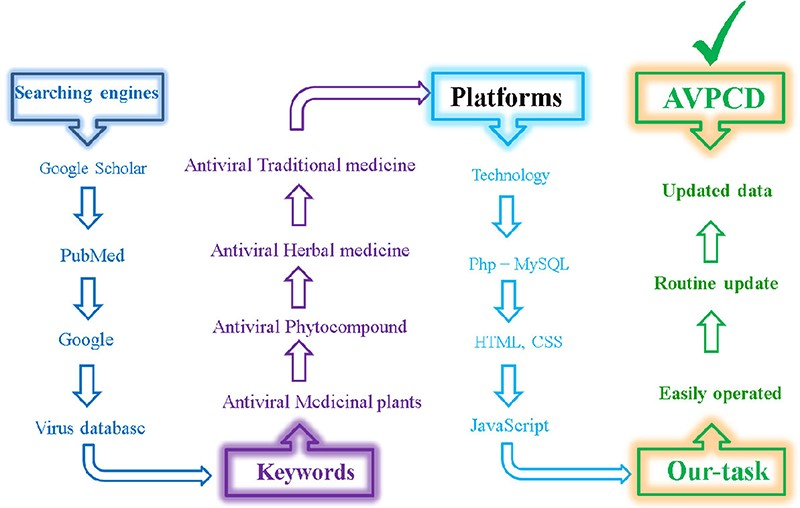 Searching engines
Google Scholar
PubMed
Google
Virus database
Keywords
Antiviral Medicinal plants
Antiviral Phytocompound
Antiviral Herbal medicine
Antiviral Traditional medicine
Platforms
Technology
Php – MySQL
HTML, CSS
JavaScript
Our-task
Easily operated
Routine update
Updated data
AVPCD